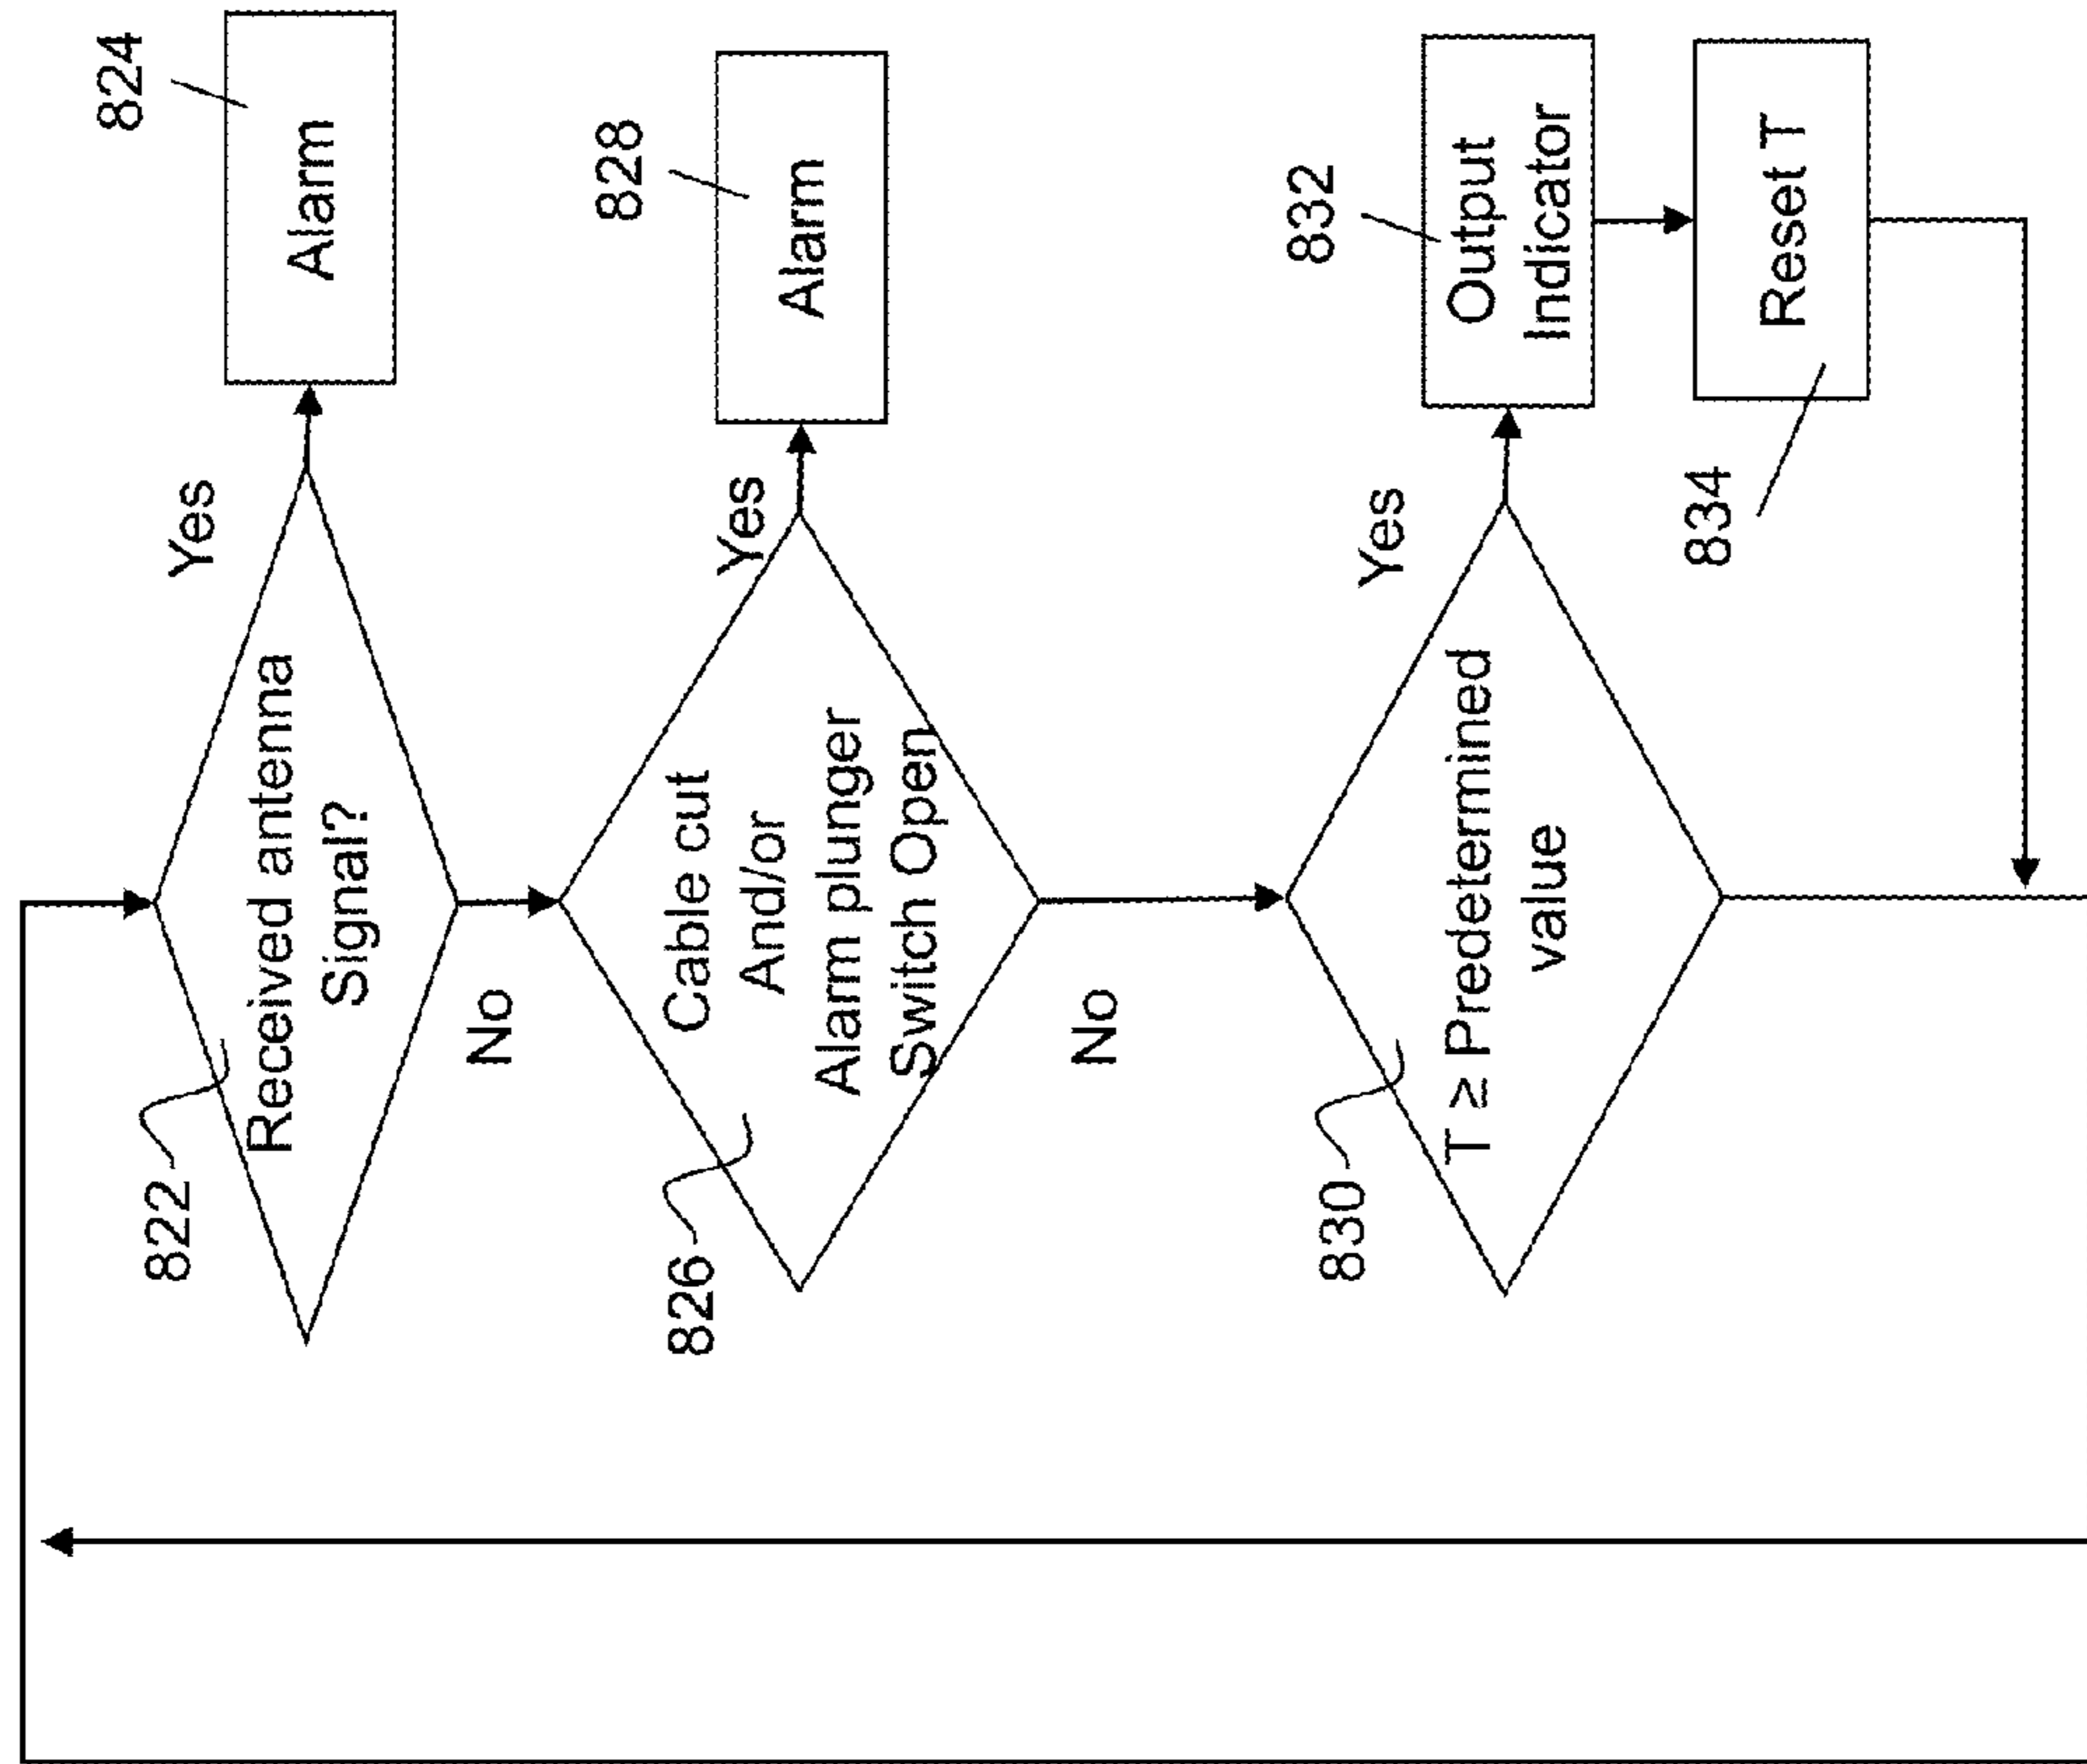 822
Received antenna
Signal?
Yes
824
Alarm
No
826
Cable cut
And/or
Alarm plunger
Switch Open
Yes
828
Alarm
No
830
T ≥ Predetermined
value
Yes
832
Output
Indicator
834
Reset T